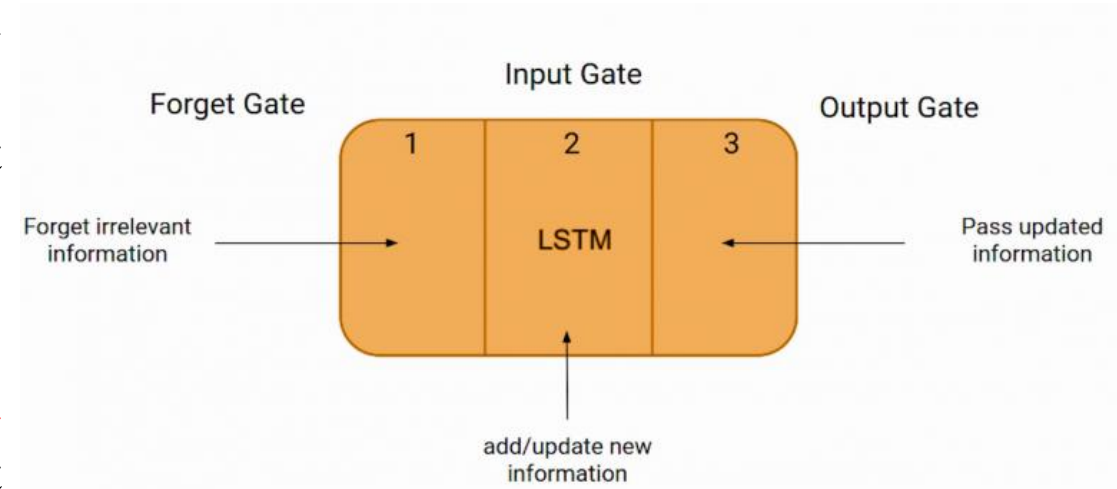 Input Gate
Forget Gate
Output Gate
1
2
3
Forget irrelevant
information
LSTM
Pass updated
information
add/update new
information